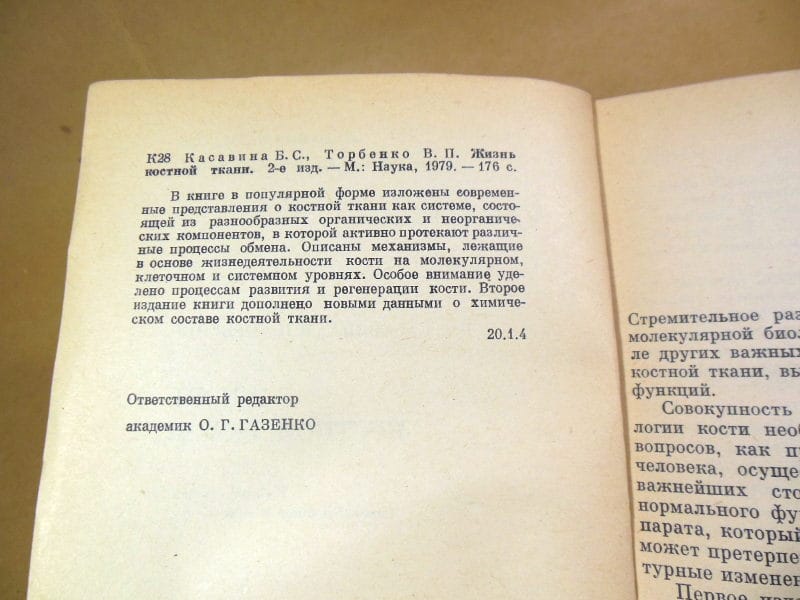 К28 Касавина Б. С., Торбенко В. П. Жизнь
костной ткани. 2-е изд. — М.: Наука, 1979. — 176 с.
В книге в популярной форме изложены современ-
ные представления о костной ткани как системе, состо-
ящей из разнообразных органических и неорганиче-
ских компонентов, в которой активно протекают различ-
ные процессы обмена. Описаны механизмы, лежащие
в основе жизнедеятельности кости на молекулярном,
клеточном и системном уровнях. Особое внимание уде-
лено процессам развития и регенерации кости. Второе
издание книги дополнено новыми данными о химиче-
ском составе костной ткани.
20.1.4
Ответственный редактор
академик О. Г. ГАЗЕНКО
Стремительное раз
молекулярной био
ле других важных
костной ткани, вы
функций.
Совокупность
логии кости необ
вопросов, как п
человека, осуще
важнейших сто
нормального фу
парата, который
может претерпе
турные изменен
Первое изда